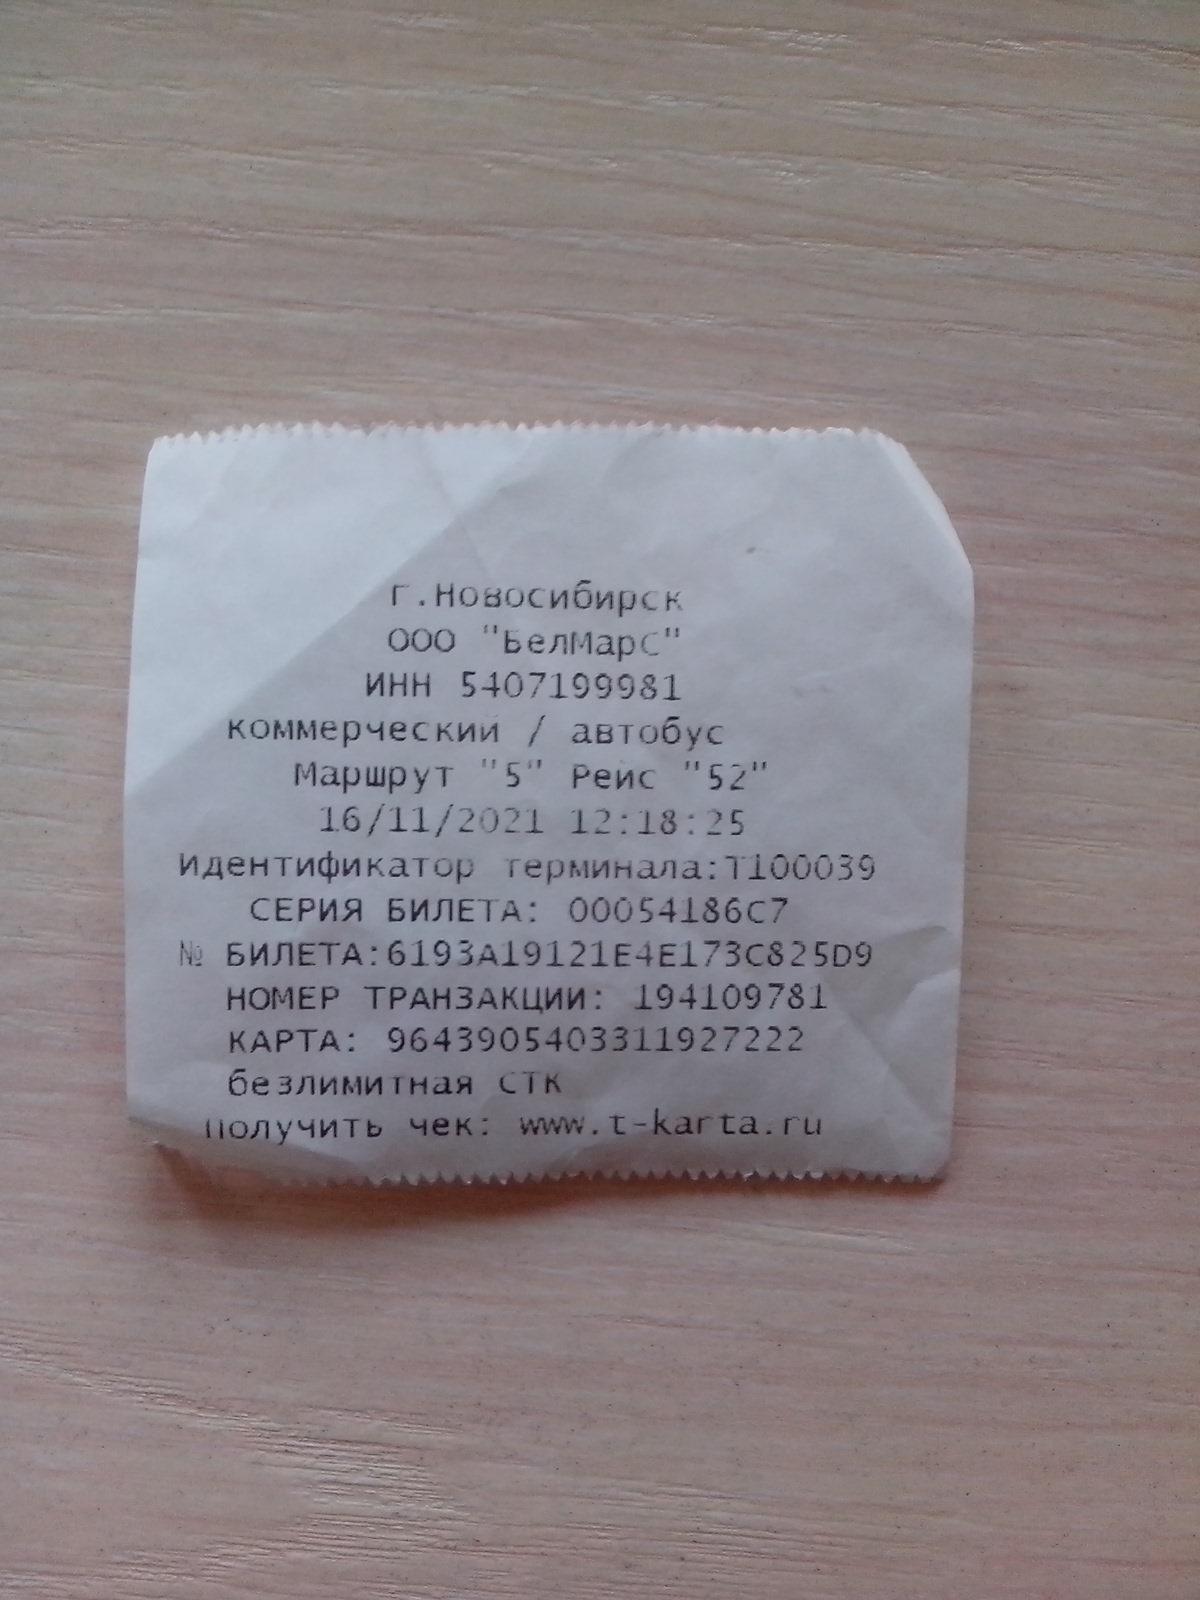 г.Новосибирск
ООО "БелМарС"
ИНН 5407199981
коммерческий / автобус
Маршрут "5" Рейс "52"
16/11/2021 12:18:25
Идентификатор терминала:T100039
СЕРИЯ БИЛЕТА: 00054186C7
№ БИЛЕТА:6193A19121E4E173C825D9
НОМЕР ТРАНЗАКЦИИ: 194109781
КАРТА: 9643905403311927222
безлимитная СТК
Получить чек: www.t-karta.ru